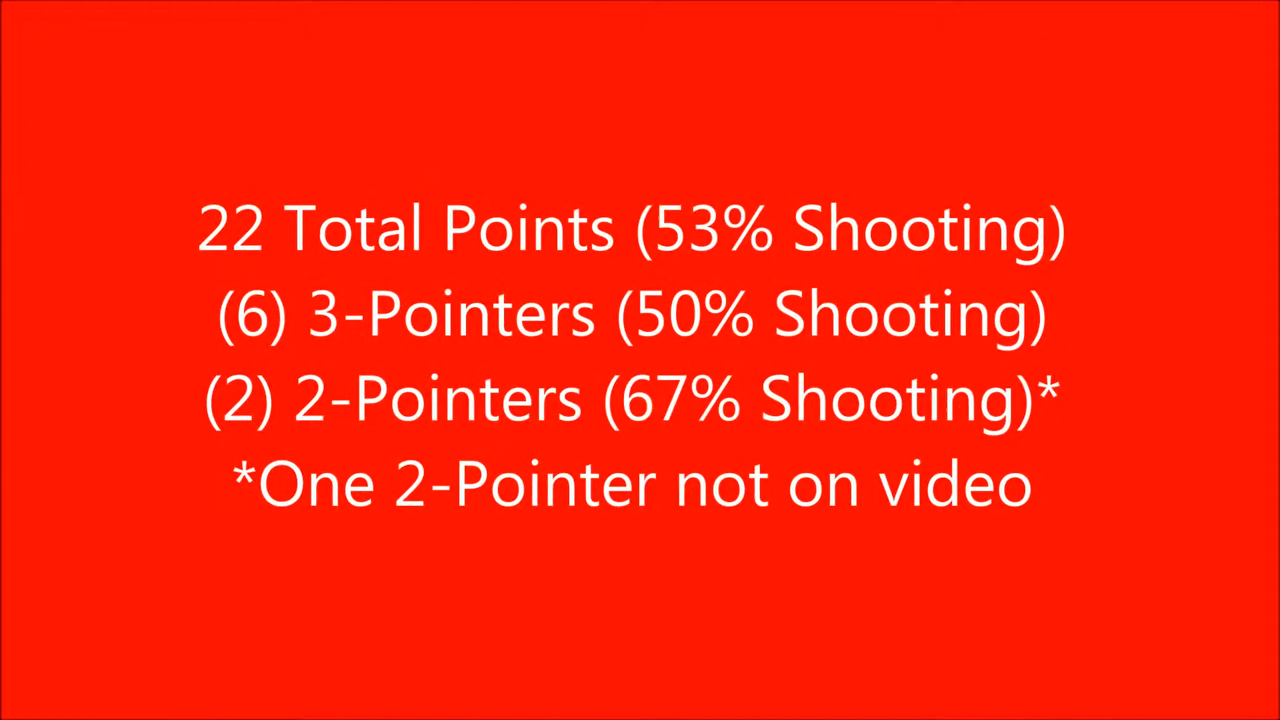 22 Total Points (53% Shooting)
(6) 3-Pointers (50% Shooting)
(2) 2-Pointers (67% Shooting)*
*One 2-Pointer not on video